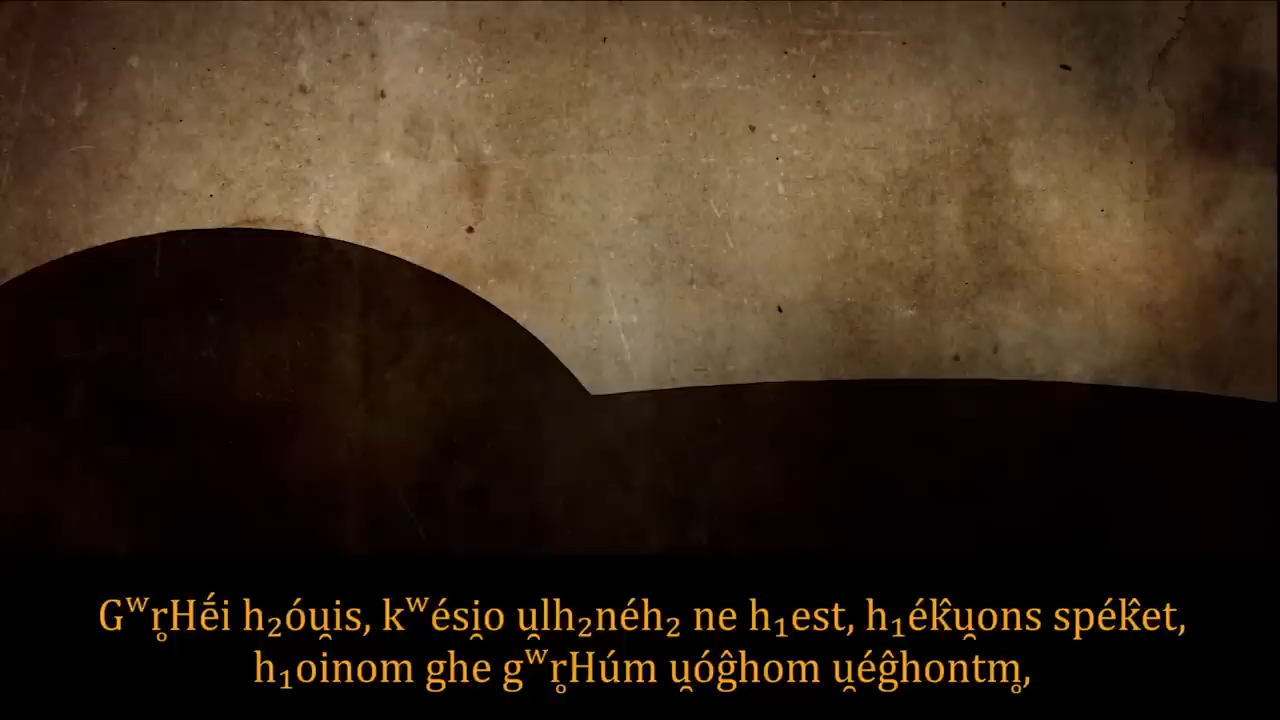 Gʷr̥Hḗi h₂óu̯is, kʷési̯o u̯lh₂néh₂ ne h₁est, h₁ék̂u̯ons spék̂et,
h₁oinom ghe gʷr̥Húm u̯óĝhom u̯éĝhontm̥,